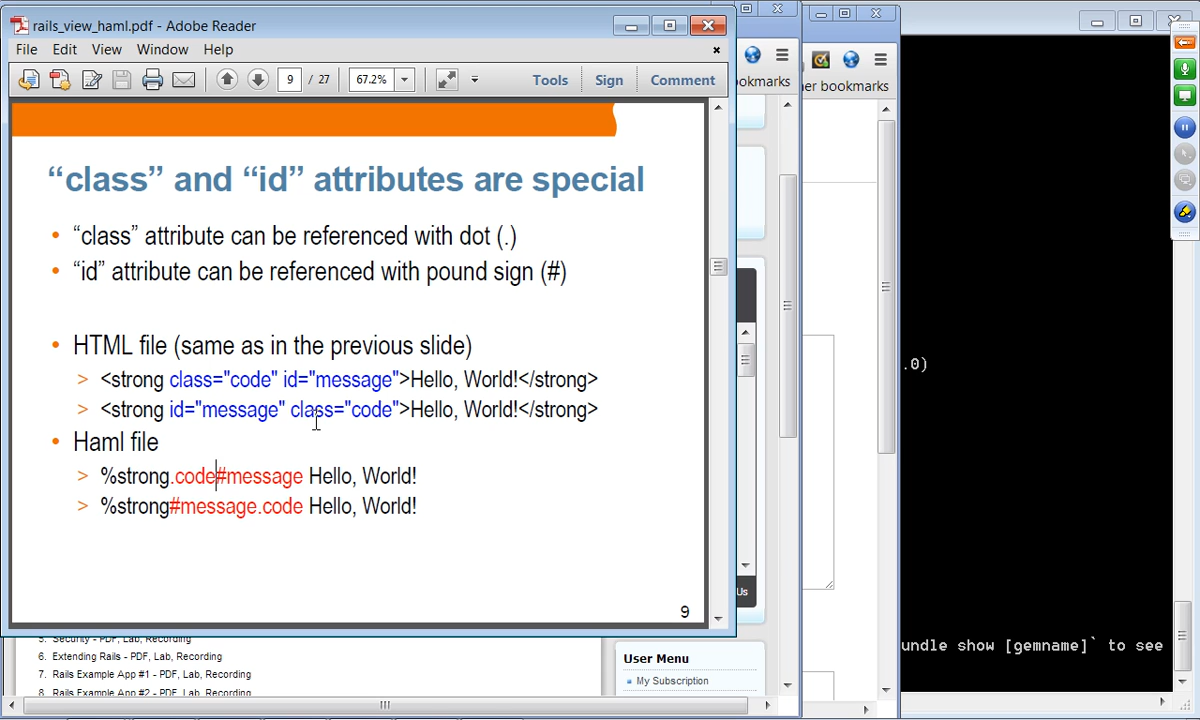 rails_view_haml.pdf - Adobe Reader
File Edit View Window Help
9 / 27 67.2% Tools Sign Comment
okmarks
er bookmarks
“class” and “id” attributes are special
• “class” attribute can be referenced with dot (.)
• “id” attribute can be referenced with pound sign (#)
• HTML file (same as in the previous slide)
> <strong class="code" id="message">Hello, World!</strong>
> <strong id="message" class="code">Hello, World!</strong>
• Haml file
> %strong.code#message Hello, World!
> %strong#message.code Hello, World!
9
.0)
Us
undle show [gemname]` to see
5. Security - PDF, Lab, Recording
6. Extending Rails - PDF, Lab, Recording
7. Rails Example App #1 - PDF, Lab, Recording
8. Rails Example App #2 - PDF, Lab, Recording
User Menu
My Subscription